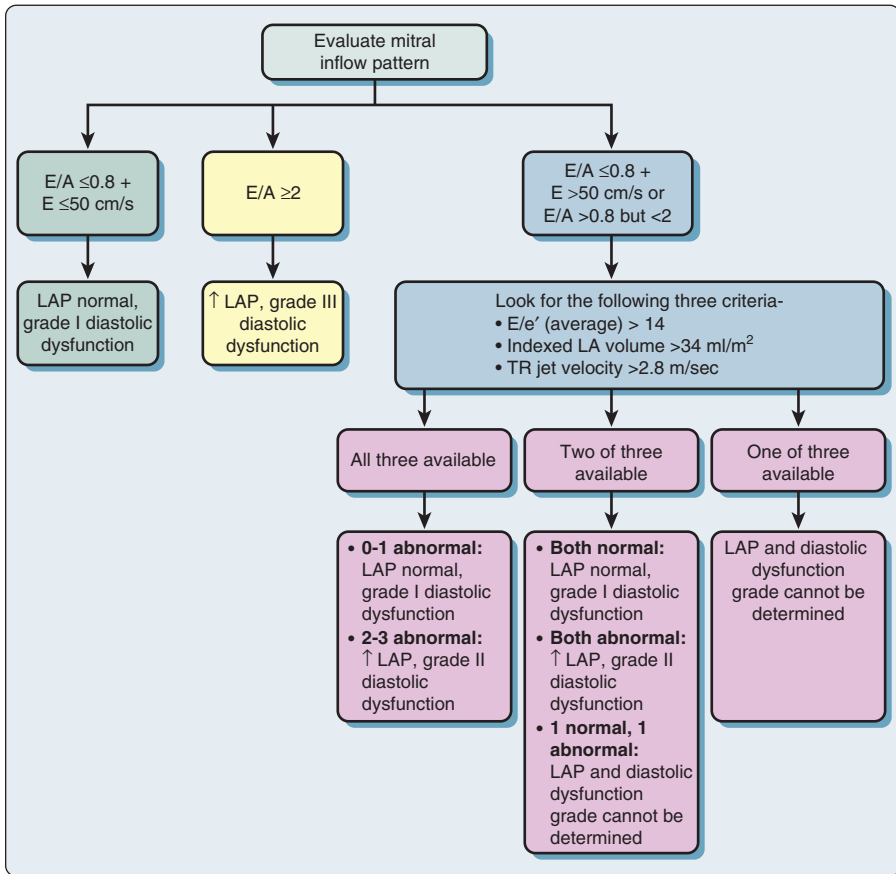 Evaluate mitral
inflow pattern
E/A ≤0.8 +
E ≤50 cm/s
E/A ≥2
E/A ≤0.8 +
E >50 cm/s or
E/A >0.8 but <2
LAP normal,
grade I diastolic
dysfunction
↑ LAP, grade III
diastolic
dysfunction
Look for the following three criteria-
• E/e′ (average) > 14
• Indexed LA volume >34 ml/m²
• TR jet velocity >2.8 m/sec
All three available
Two of three
available
One of three
available
• 0-1 abnormal:
LAP normal,
grade I diastolic
dysfunction
• 2-3 abnormal:
↑ LAP, grade II
diastolic
dysfunction
• Both normal:
LAP normal,
grade I diastolic
dysfunction
• Both abnormal:
↑ LAP, grade II
diastolic
dysfunction
• 1 normal, 1
abnormal:
LAP and diastolic
dysfunction
grade cannot be
determined
LAP and diastolic
dysfunction
grade cannot be
determined